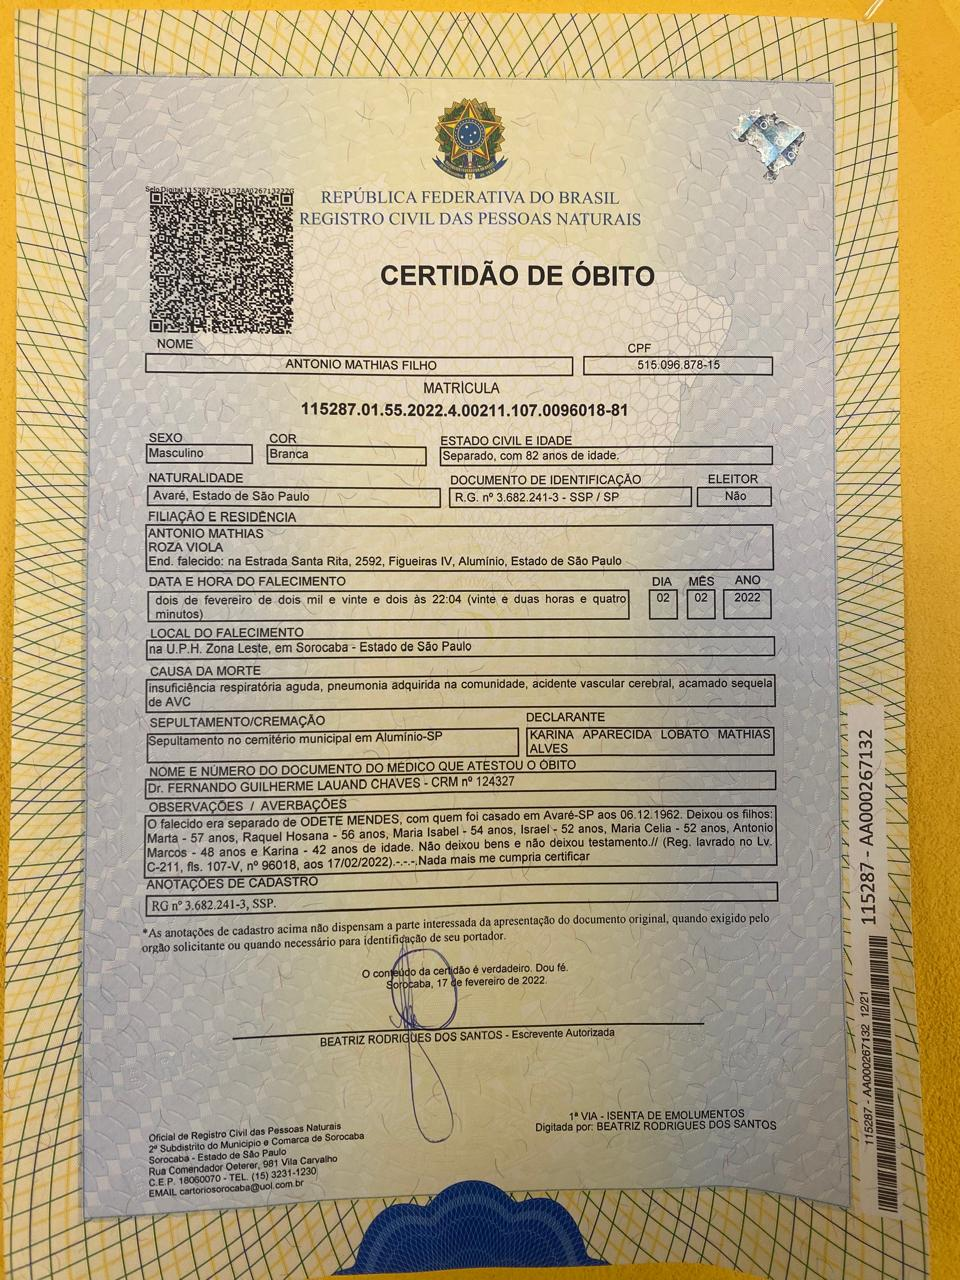 Selo Digital
REPÚBLICA FEDERATIVA DO BRASIL
REGISTRO CIVIL DAS PESSOAS NATURAIS
CERTIDÃO DE ÓBITO
NOME
CPF
ANTONIO MATHIAS FILHO
515.096.878-15
MATRÍCULA
115287.01.55.2022.4.00211.107.0096018-81
SEXO
COR
ESTADO CIVIL E IDADE
Masculino
Branca
Separado, com 82 anos de idade.
NATURALIDADE
DOCUMENTO DE IDENTIFICAÇÃO
ELEITOR
Avaré, Estado de São Paulo
R.G. nº 3.682.241-3 - SSP / SP
Não
FILIAÇÃO E RESIDÊNCIA
ANTONIO MATHIAS
ROZA VIOLA
End. falecido: na Estrada Santa Rita, 2592, Figueiras IV, Alumínio, Estado de São Paulo
DATA E HORA DO FALECIMENTO
DIA
MÊS
ANO
dois de fevereiro de dois mil e vinte e dois às 22:04 (vinte e duas horas e quatro
minutos)
02
02
2022
LOCAL DO FALECIMENTO
na U.P.H. Zona Leste, em Sorocaba - Estado de São Paulo
CAUSA DA MORTE
insuficiência respiratória aguda, pneumonia adquirida na comunidade, acidente vascular cerebral, acamado sequela
de AVC
SEPULTAMENTO/CREMAÇÃO
DECLARANTE
Sepultamento no cemitério municipal em Alumínio-SP
KARINA APARECIDA LOBATO MATHIAS
ALVES
NOME E NÚMERO DO DOCUMENTO DO MÉDICO QUE ATESTOU O ÓBITO
Dr. FERNANDO GUILHERME LAUAND CHAVES - CRM nº 124327
OBSERVAÇÕES / AVERBAÇÕES
O falecido era separado de ODETE MENDES, com quem foi casado em Avaré-SP aos 06.12.1962. Deixou os filhos:
Marta - 57 anos, Raquel Hosana - 56 anos, Maria Isabel - 54 anos, Israel - 52 anos, Maria Celia - 52 anos, Antonio
Marcos - 48 anos e Karina - 42 anos de idade. Não deixou bens e não deixou testamento.// (Reg. lavrado no Lv.
C-211, fls. 107-V, nº 96018, aos 17/02/2022).-.-.-.Nada mais me cumpria certificar
ANOTAÇÕES DE CADASTRO
RG nº 3.682.241-3, SSP.
*As anotações de cadastro acima não dispensam a parte interessada da apresentação do documento original, quando exigido pelo
orgão solicitante ou quando necessário para identificação de seu portador.
O conteúdo da certidão é verdadeiro. Dou fé.
Sorocaba, 17 de fevereiro de 2022.
BEATRIZ RODRIGUES DOS SANTOS - Escrevente Autorizada
1ª VIA - ISENTA DE EMOLUMENTOS
Digitada por: BEATRIZ RODRIGUES DOS SANTOS
Oficial de Registro Civil das Pessoas Naturais
2º Subdistrito do Município e Comarca de Sorocaba
Sorocaba - Estado de São Paulo
Rua Comendador Oeterer, 981 Vila Carvalho
C.E.P. 18060070 - TEL. (15) 3231-1230
EMAIL cartoriosorocaba@uol.com.br
115287 - AA000267132
115287 - AA000267132 12/21